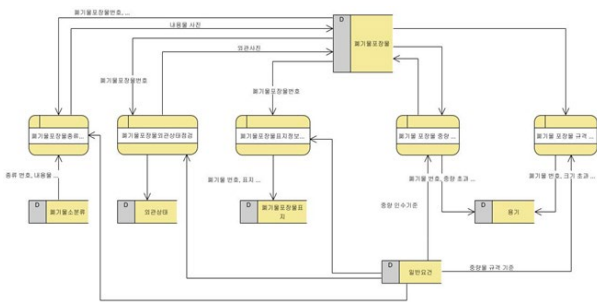 폐기물포장물번호, ...
내용물 사진
D
폐기물포장물
외관사진
폐기물포장물번호
폐기물포장물번호
폐기물포장물종류...
폐기물포장물외관상태점검
폐기물포장물표지정보...
폐기물 포장물 중량 ...
폐기물 포장물 규격 ...
종류 번호, 내용물 ...
폐기물 번호, 표지 ...
폐기물 번호, 중량 초과 ...
폐기물 번호, 크기 초과 ...
중량 인수기준
D
폐기물소분류
D
외관상태
D
폐기물포장물표
지
D
용기
D
일반요건
중량물 규격 기준